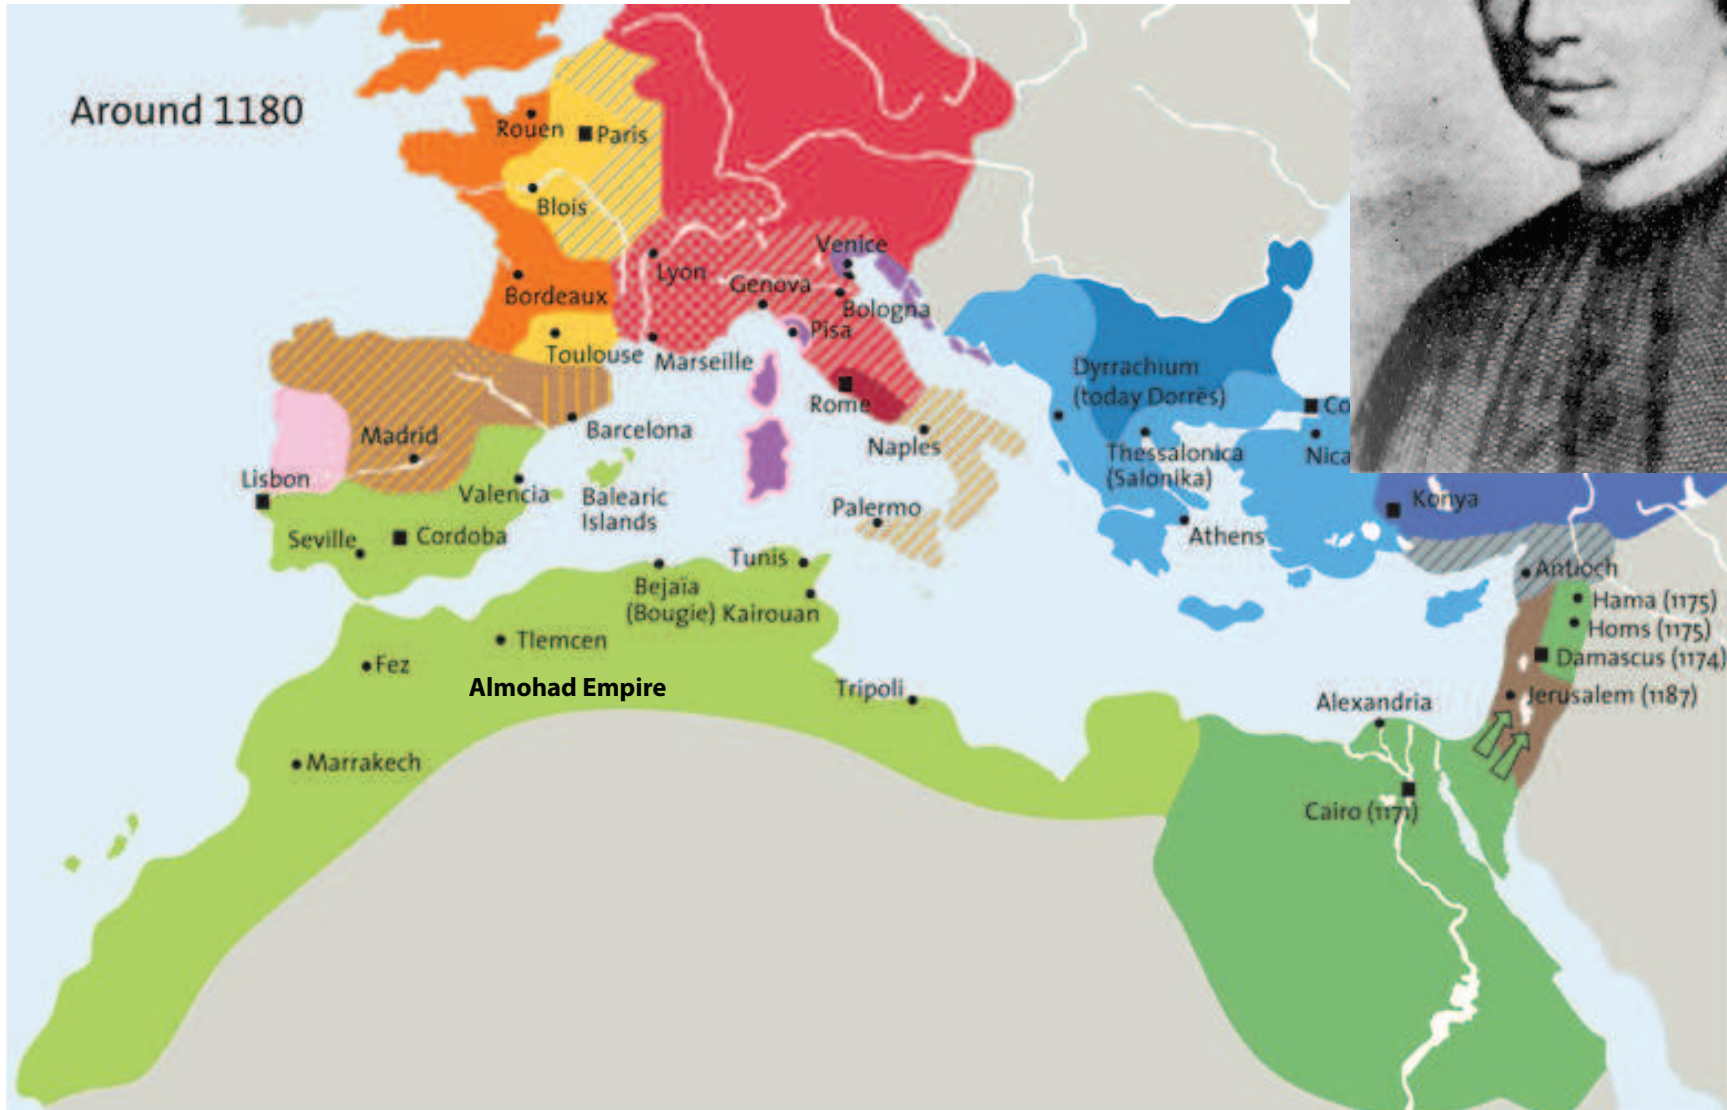 Around 1180
Rouen
Paris
Blois
Lyon
Venice
Genova
Bordeaux
Bologna
Pisa
Toulouse
Marseille
Dyrrachium
(today Dorrës)
Rome
Madrid
Barcelona
Naples
Thessalonica
(Salonika)
Lisbon
Valencia
Balearic
Islands
Palermo
Konya
Seville
Cordoba
Athens
Tunis
Antioch
Bejaïa
(Bougie)
Kairouan
Hama (1175)
Homs (1175)
Tlemcen
Damascus (1174)
Fez
Almohad Empire
Tripoli
Jerusalem (1187)
Alexandria
Marrakech
Cairo (1171)